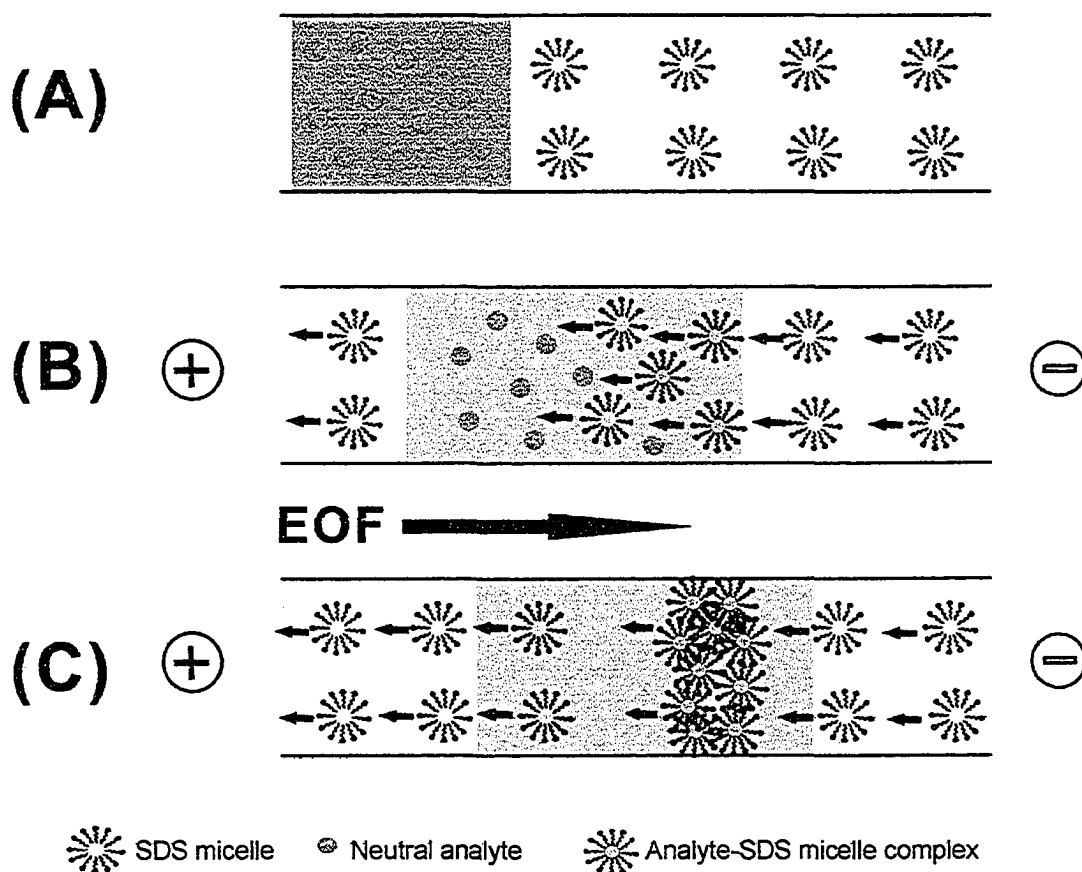 (A)
(B)
+
−
EOF
(C)
+
−
SDS micelle
Neutral analyte
Analyte-SDS micelle complex